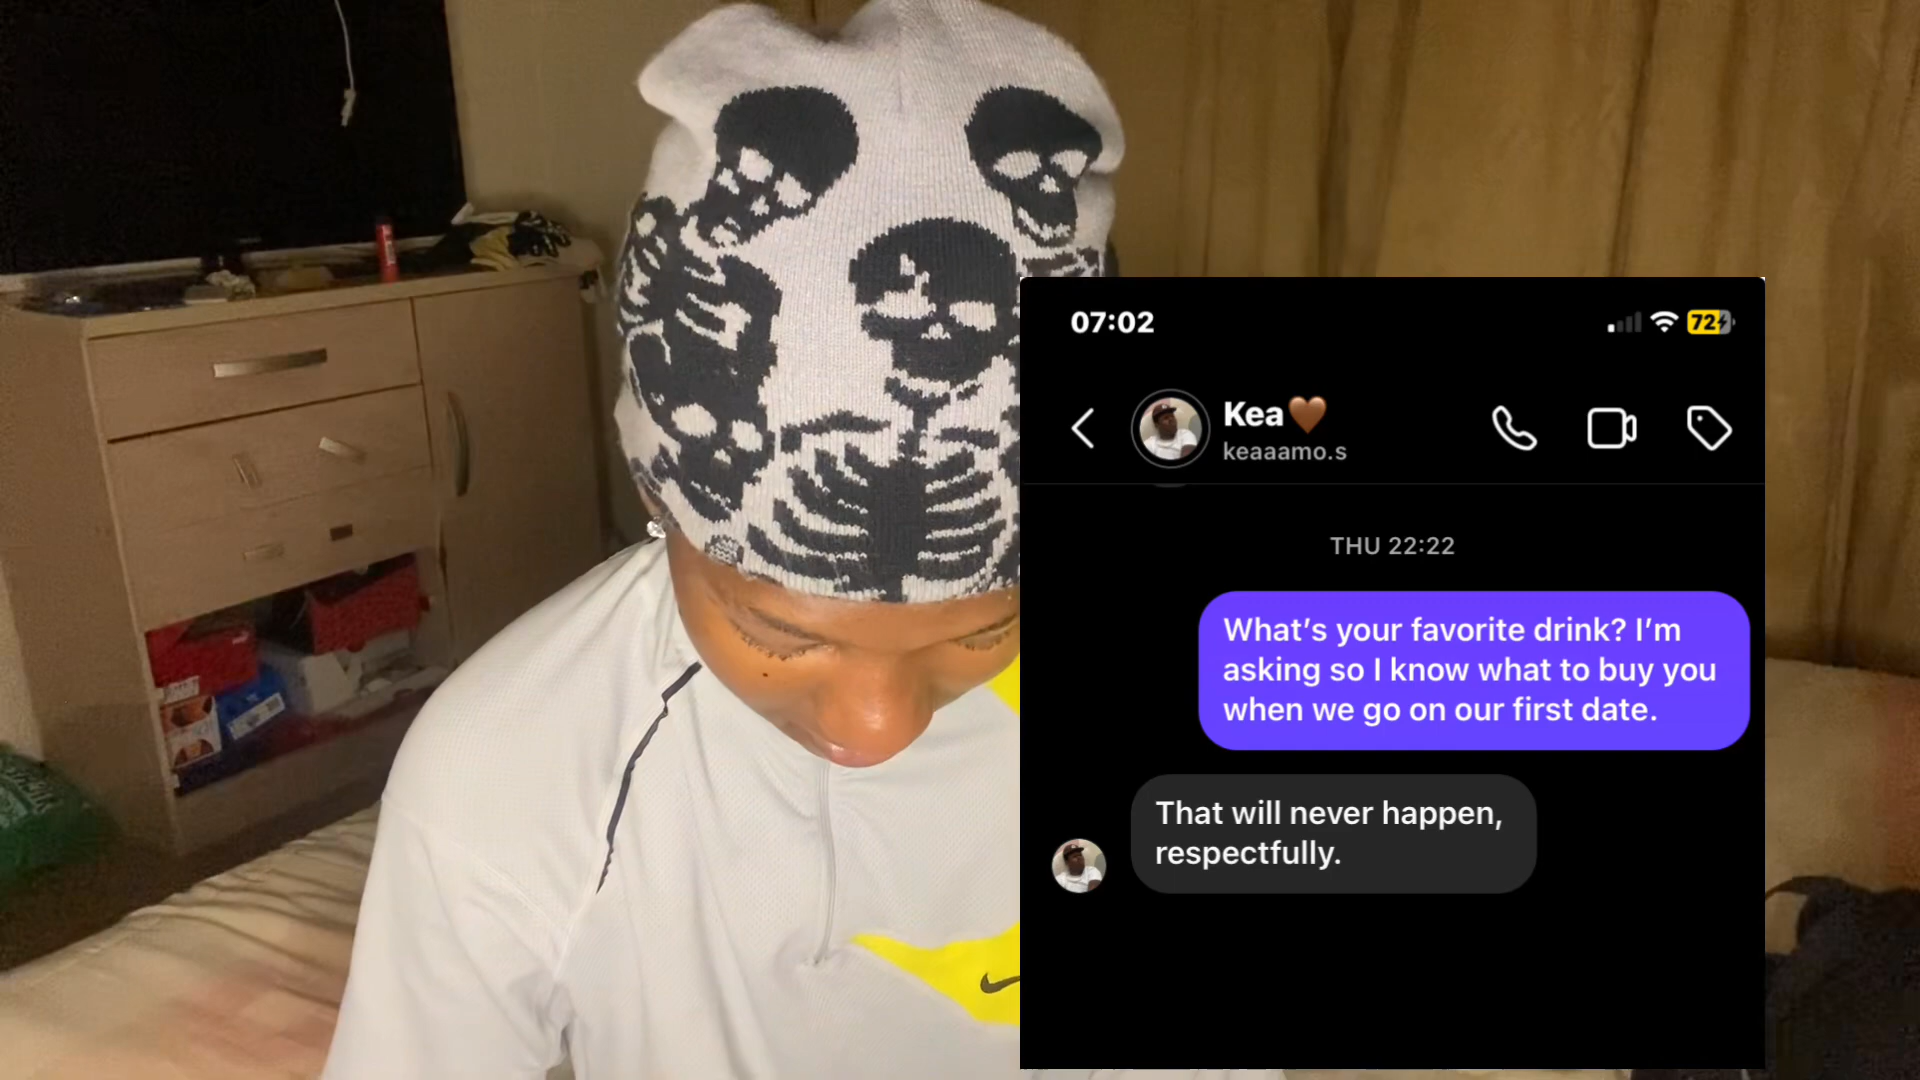 07:02
72
Kea🤎
keaaamo.s
THU 22:22
What’s your favorite drink? I’m
asking so I know what to buy you
when we go on our first date.
That will never happen,
respectfully.